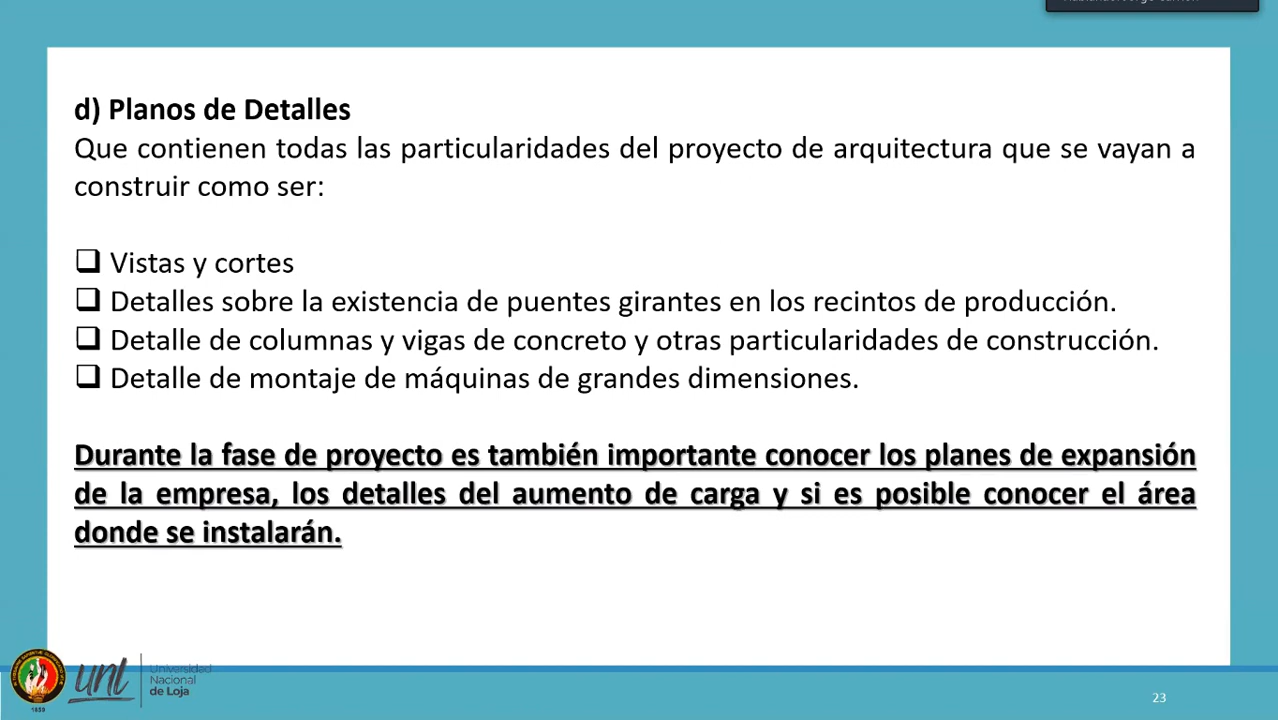 d) Planos de Detalles
Que contienen todas las particularidades del proyecto de arquitectura que se vayan a
construir como ser:
Vistas y cortes
Detalles sobre la existencia de puentes girantes en los recintos de producción.
Detalle de columnas y vigas de concreto y otras particularidades de construcción.
Detalle de montaje de máquinas de grandes dimensiones.
Durante la fase de proyecto es también importante conocer los planes de expansión
de la empresa, los detalles del aumento de carga y si es posible conocer el área
donde se instalarán.
unl
Universidad
Nacional
de Loja
1859
23